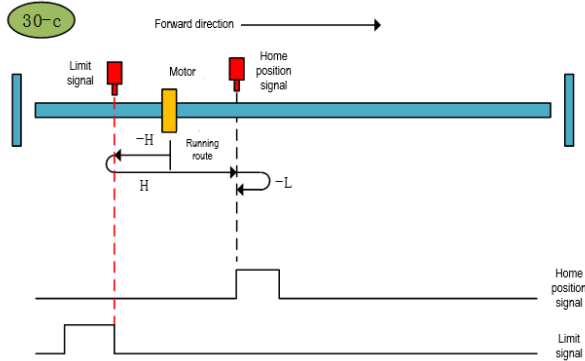 30-c
Forward direction
Limit
signal
Motor
Home
position
signal
-H
Running
route
H
-L
Home
position
signal
Limit
signal